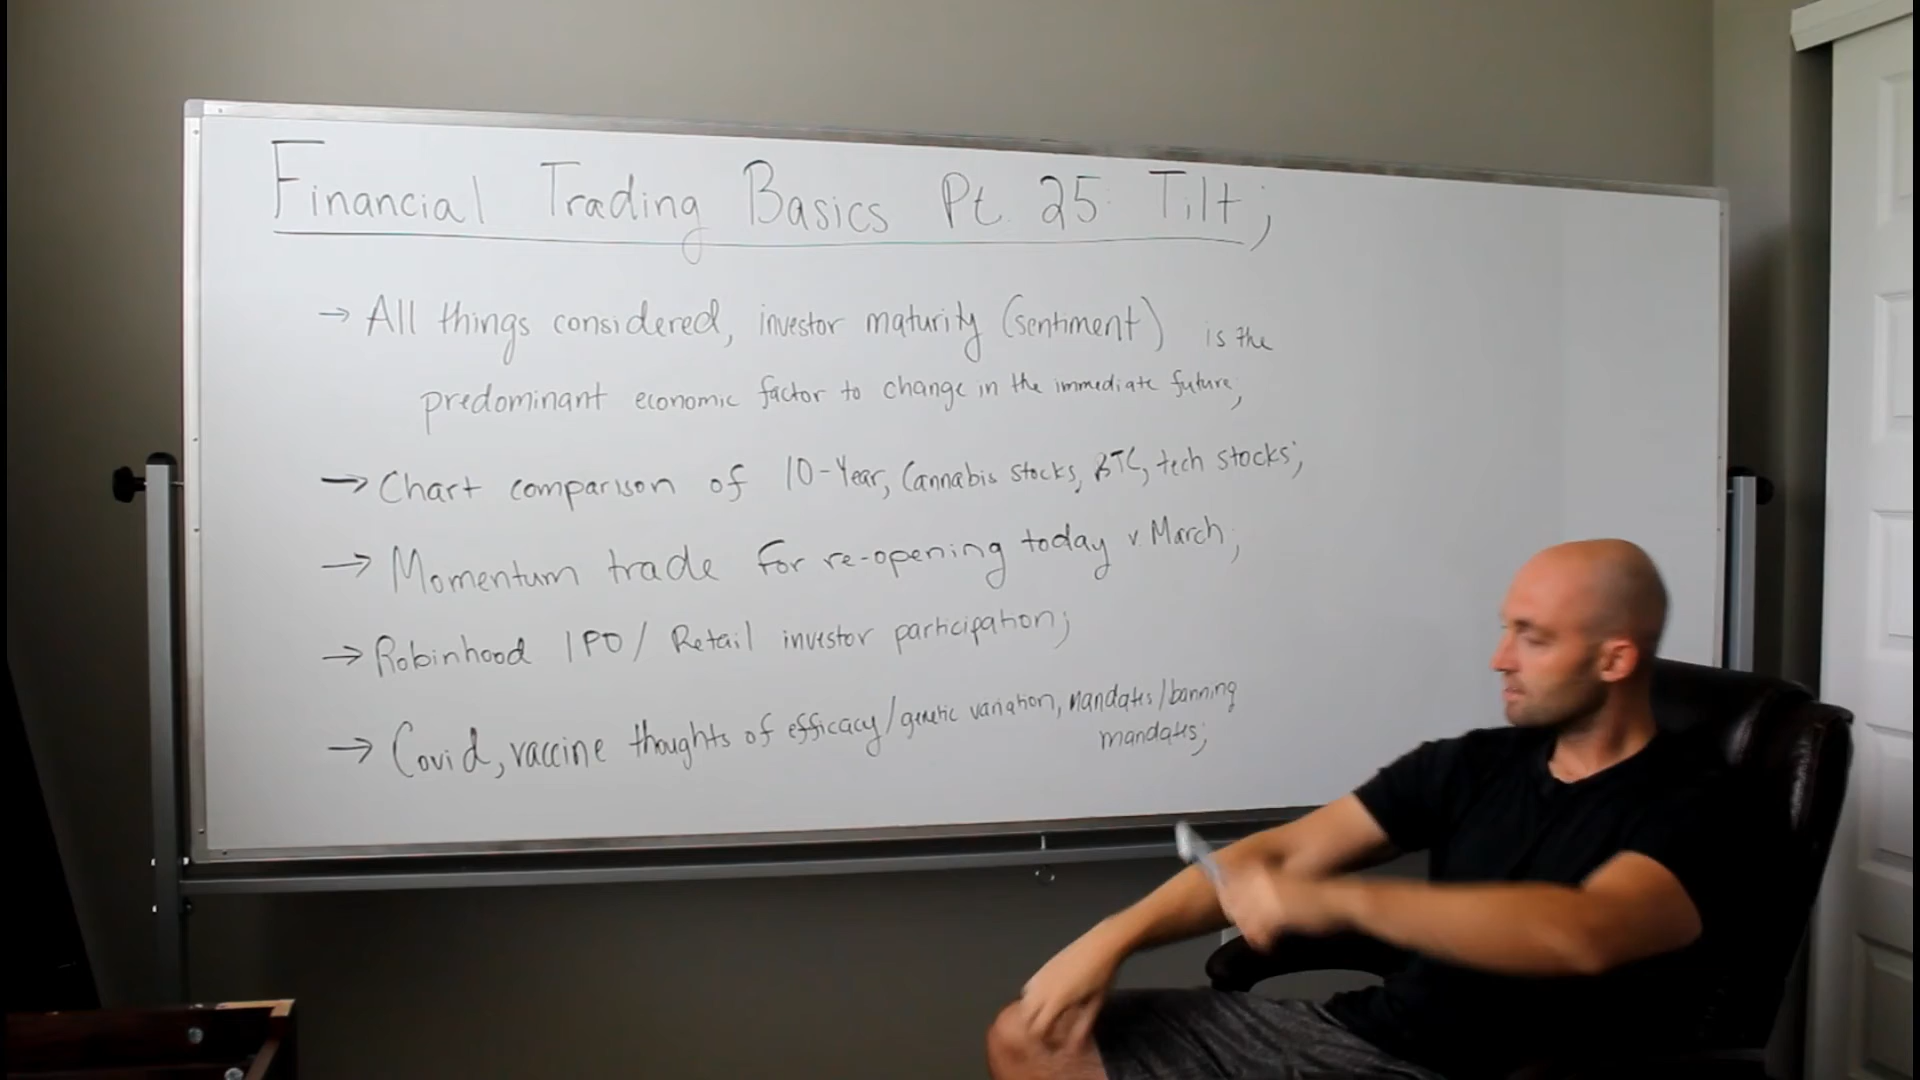 Financial Trading Basics Pt. 25: Tilt;
→ All things considered, investor maturity (sentiment) is the
predominant economic factor to change in the immediate future;
→ Chart comparison of 10-Year, Cannabis stocks, BTC, tech stocks;
→ Momentum trade for re-opening today v. March;
→ Robinhood IPO/ Retail investor participation;
→ Covid, vaccine thoughts of efficacy/genetic variation, mandates/banning
mandates;